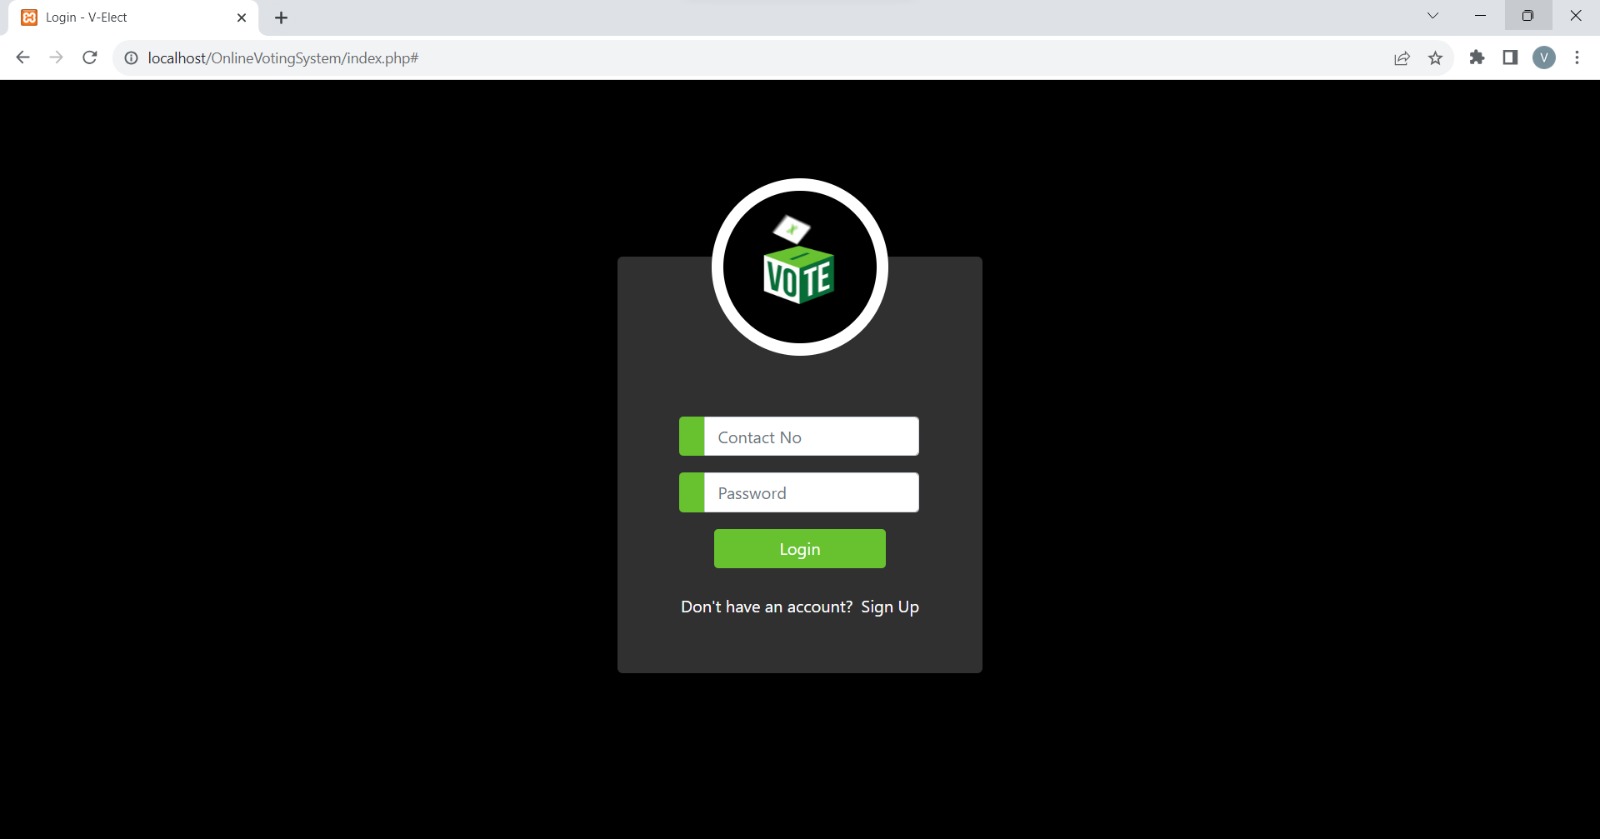 Login - V-Elect
localhost/OnlineVotingSystem/index.php#
V
X
VOTE
Contact No
Password
Login
Don't have an account? Sign Up